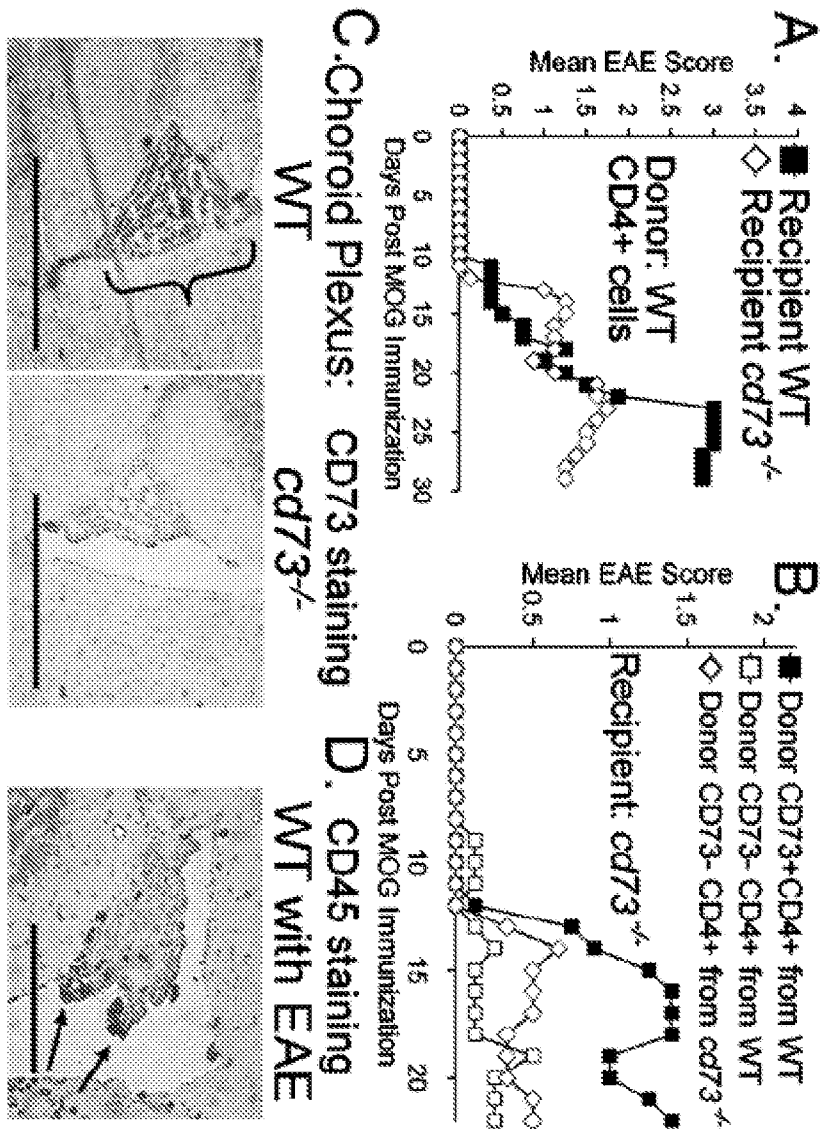 A.
Mean EAE Score
4
3.5
3
2.5
2
1.5
1
0.5
0
Recipient WT
Recipient cd73-/-
Donor: WT
CD4+ cells
0 5 10 15 20 25 30
Days Post MOG Immunization
B.
Mean EAE Score
2
1.5
1
0.5
0
Donor CD73+CD4+ from WT
Donor CD73- CD4+ from WT
Donor CD73- CD4+ from cd73-/-
Recipient: cd73-/-
0 5 10 15 20
Days Post MOG Immunization
C. Choroid Plexus: CD73 staining
WT
cd73-/-
D. CD45 staining
WT with EAE